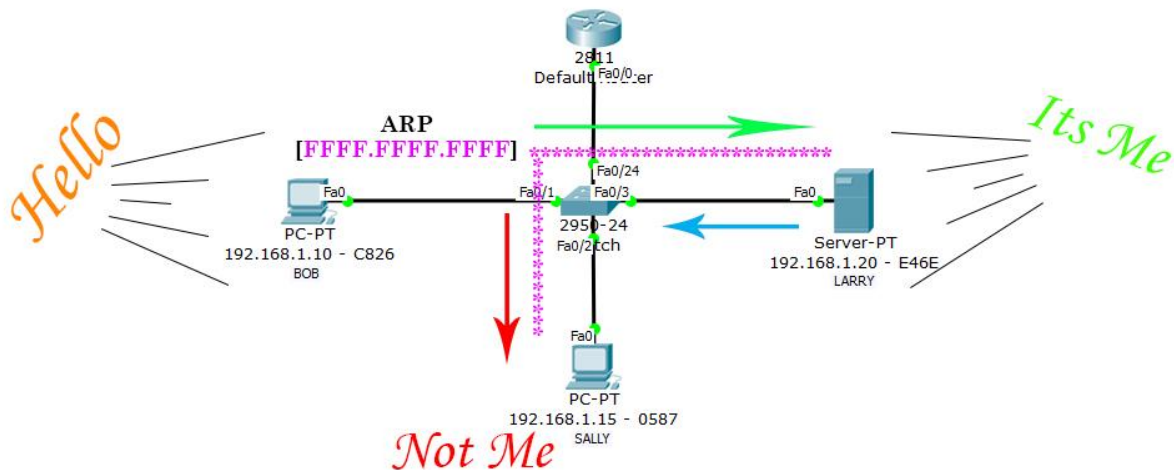 2811
Default Router
Fa0/0
Hello
Its Me
ARP
[FFFF.FFFF.FFFF]
Fa0/24
Fa0
Fa0/1
Fa0/3
Fa0
PC-PT
192.168.1.10 - C826
BOB
2950-24
Fa0/2
Server-PT
192.168.1.20 - E46E
LARRY
Fa0
PC-PT
192.168.1.15 - 0587
SALLY
Not Me